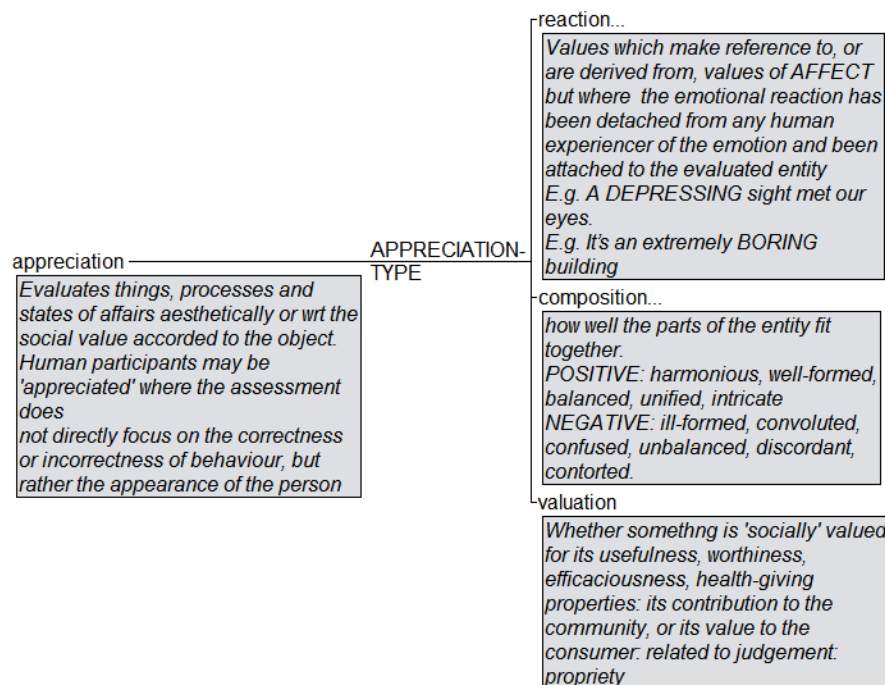 appreciation
Evaluates things, processes and
states of affairs aesthetically or wrt the
social value accorded to the object.
Human participants may be
'appreciated' where the assessment
does
not directly focus on the correctness
or incorrectness of behaviour, but
rather the appearance of the person
APPRECIATION-
TYPE
reaction...
Values which make reference to, or
are derived from, values of AFFECT
but where  the emotional reaction has
been detached from any human
experiencer of the emotion and been
attached to the evaluated entity
E.g. A DEPRESSING sight met our
eyes.
E.g. It's an extremely BORING
building
composition...
how well the parts of the entity fit
together.
POSITIVE: harmonious, well-formed,
balanced, unified, intricate
NEGATIVE: ill-formed, convoluted,
confused, unbalanced, discordant,
contorted.
valuation
Whether somethng is 'socially' valued
for its usefulness, worthiness,
efficaciousness, health-giving
properties: its contribution to the
community, or its value to the
consumer: related to judgement:
propriety